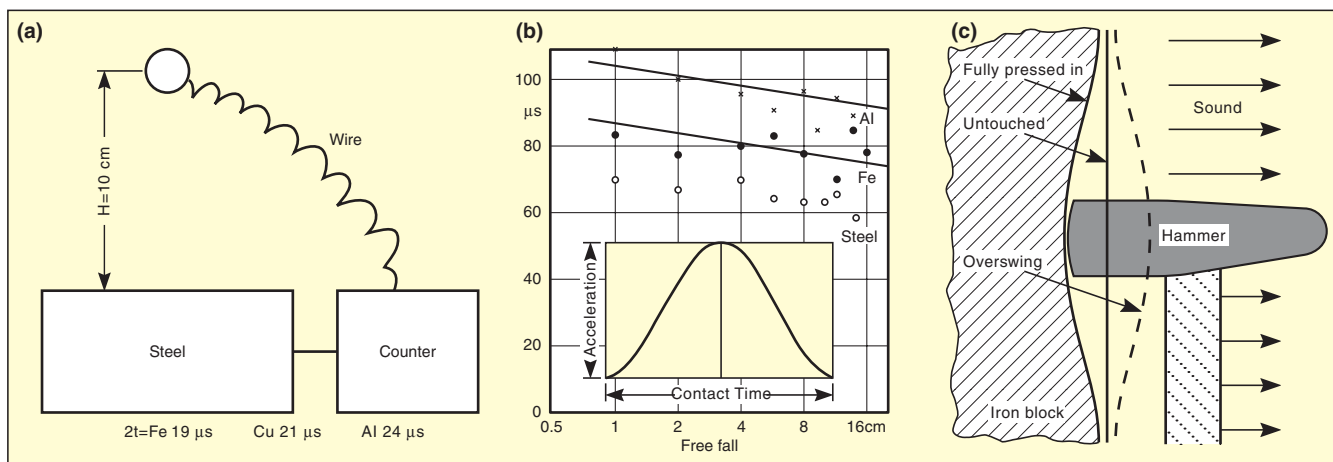 (a)
H=10 cm
Wire
Steel
Counter
2t=Fe 19 µs Cu 21 µs Al 24 µs
(b)
100
µs
80
60
40
20
0
0.5 1 2 4 8 16cm
Free fall
Al
Fe
Steel
Acceleration
Contact Time
(c)
Fully pressed in
Untouched
Sound
Hammer
Overswing
Iron block